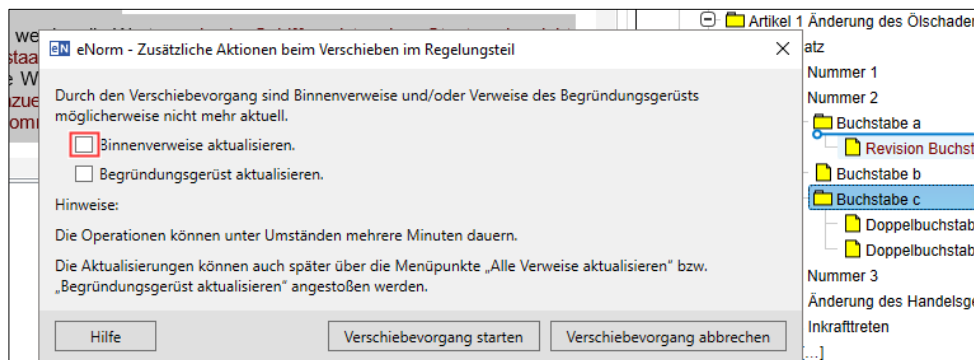 eNorm - Zusätzliche Aktionen beim Verschieben im Regelungsteil
Durch den Verschiebevorgang sind Binnenverweise und/oder Verweise des Begründungsgerüsts
möglicherweise nicht mehr aktuell.
Binnenverweise aktualisieren.
Begründungsgerüst aktualisieren.
Hinweise:
Die Operationen können unter Umständen mehrere Minuten dauern.
Die Aktualisierungen können auch später über die Menüpunkte „Alle Verweise aktualisieren" bzw.
„Begründungsgerüst aktualisieren" angestoßen werden.
Hilfe
Verschiebevorgang starten
Verschiebevorgang abbrechen
Artikel 1 Änderung des Ölschaden
atz
Nummer 1
Nummer 2
Buchstabe a
Revision Buchst
Buchstabe b
Buchstabe c
Doppelbuchstab
Doppelbuchstab
Nummer 3
Änderung des Handelsge
Inkrafttreten
[...]